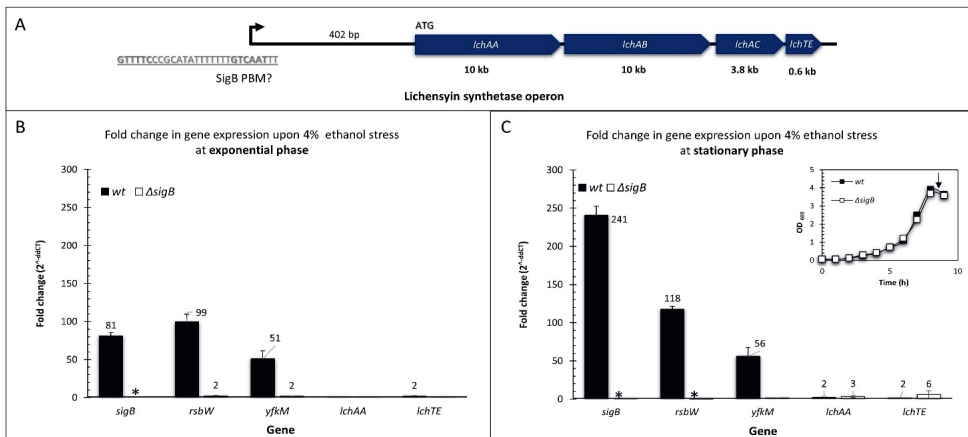 A
ATG
402 bp
lchAA
lchAB
lchAC
lchTE
GTTTTCCCGCATATTTTTTTGTCAATTT
SigB PBM?
10 kb
10 kb
3.8 kb
0.6 kb
Lichensyin synthetase operon
B
Fold change in gene expression upon 4% ethanol stress
at exponential phase
wt ΔsigB
Fold change (2^-ddCT)
300
250
200
150
100
50
0
81
*
99
2
51
2
2
sigB
rsbW
yfkM
lchAA
lchTE
Gene
C
Fold change in gene expression upon 4% ethanol stress
at stationary phase
wt ΔsigB
Fold change (2^-ddCT)
300
250
200
150
100
50
0
241
*
118
*
56
2
3
2
6
sigB
rsbW
yfkM
lchAA
lchTE
Gene
wt
ΔsigB
OD 600
5
4
3
2
1
0
0
5
10
Time (h)